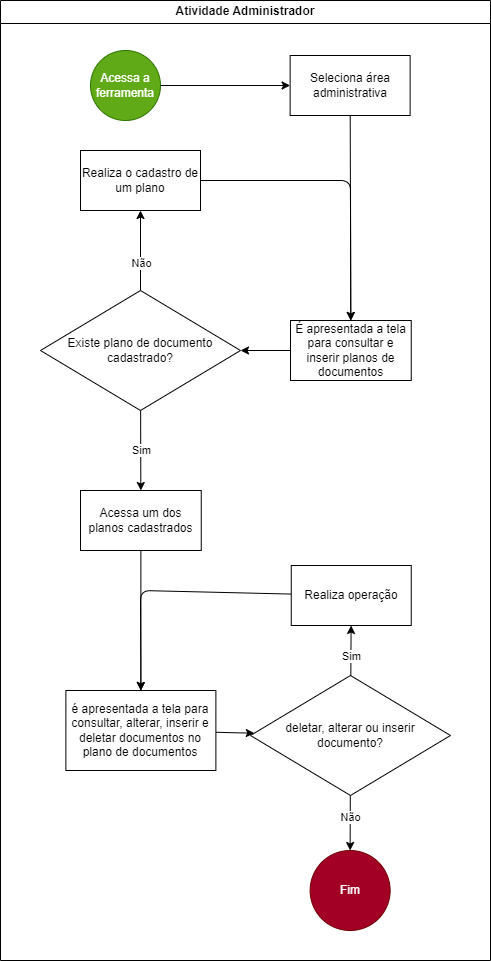 Atividade Administrador
Acessa a
ferramenta
Seleciona área
administrativa
Realiza o cadastro de
um plano
Não
Existe plano de documento
cadastrado?
É apresentada a tela
para consultar e
inserir planos de
documentos
Sim
Acessa um dos
planos cadastrados
Realiza operação
Sim
é apresentada a tela para
consultar, alterar, inserir e
deletar documentos no
plano de documentos
deletar, alterar ou inserir
documento?
Não
Fim